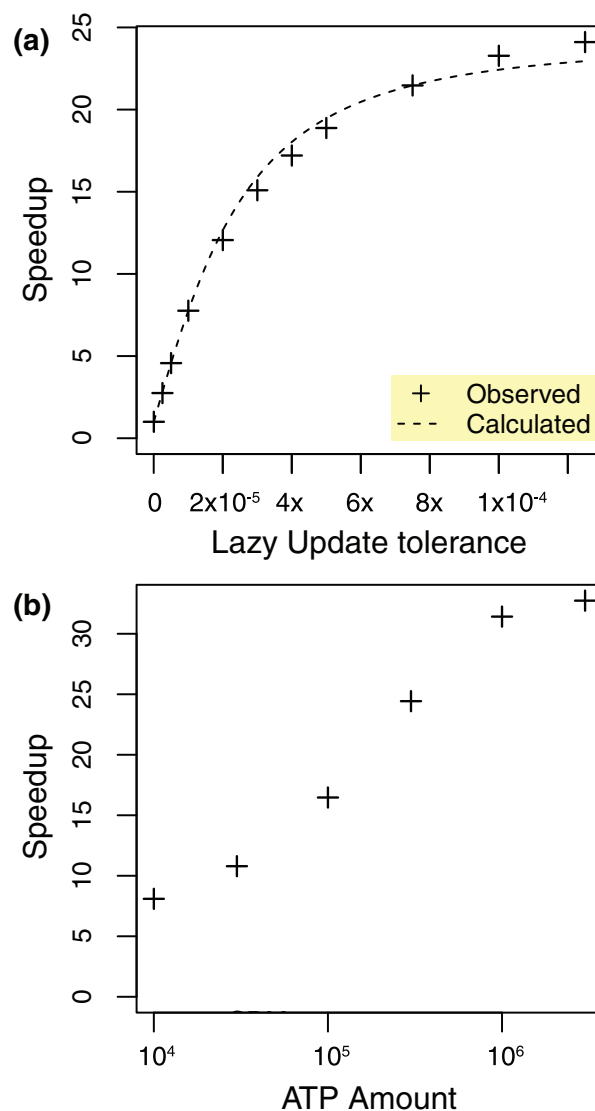 (a)
25
20
15
10
5
0
Speedup
Observed
Calculated
0 2x10⁻⁵ 4x 6x 8x 1x10⁻⁴
Lazy Update tolerance
(b)
30
25
20
15
10
5
0
Speedup
10⁴ 10⁵ 10⁶
ATP Amount